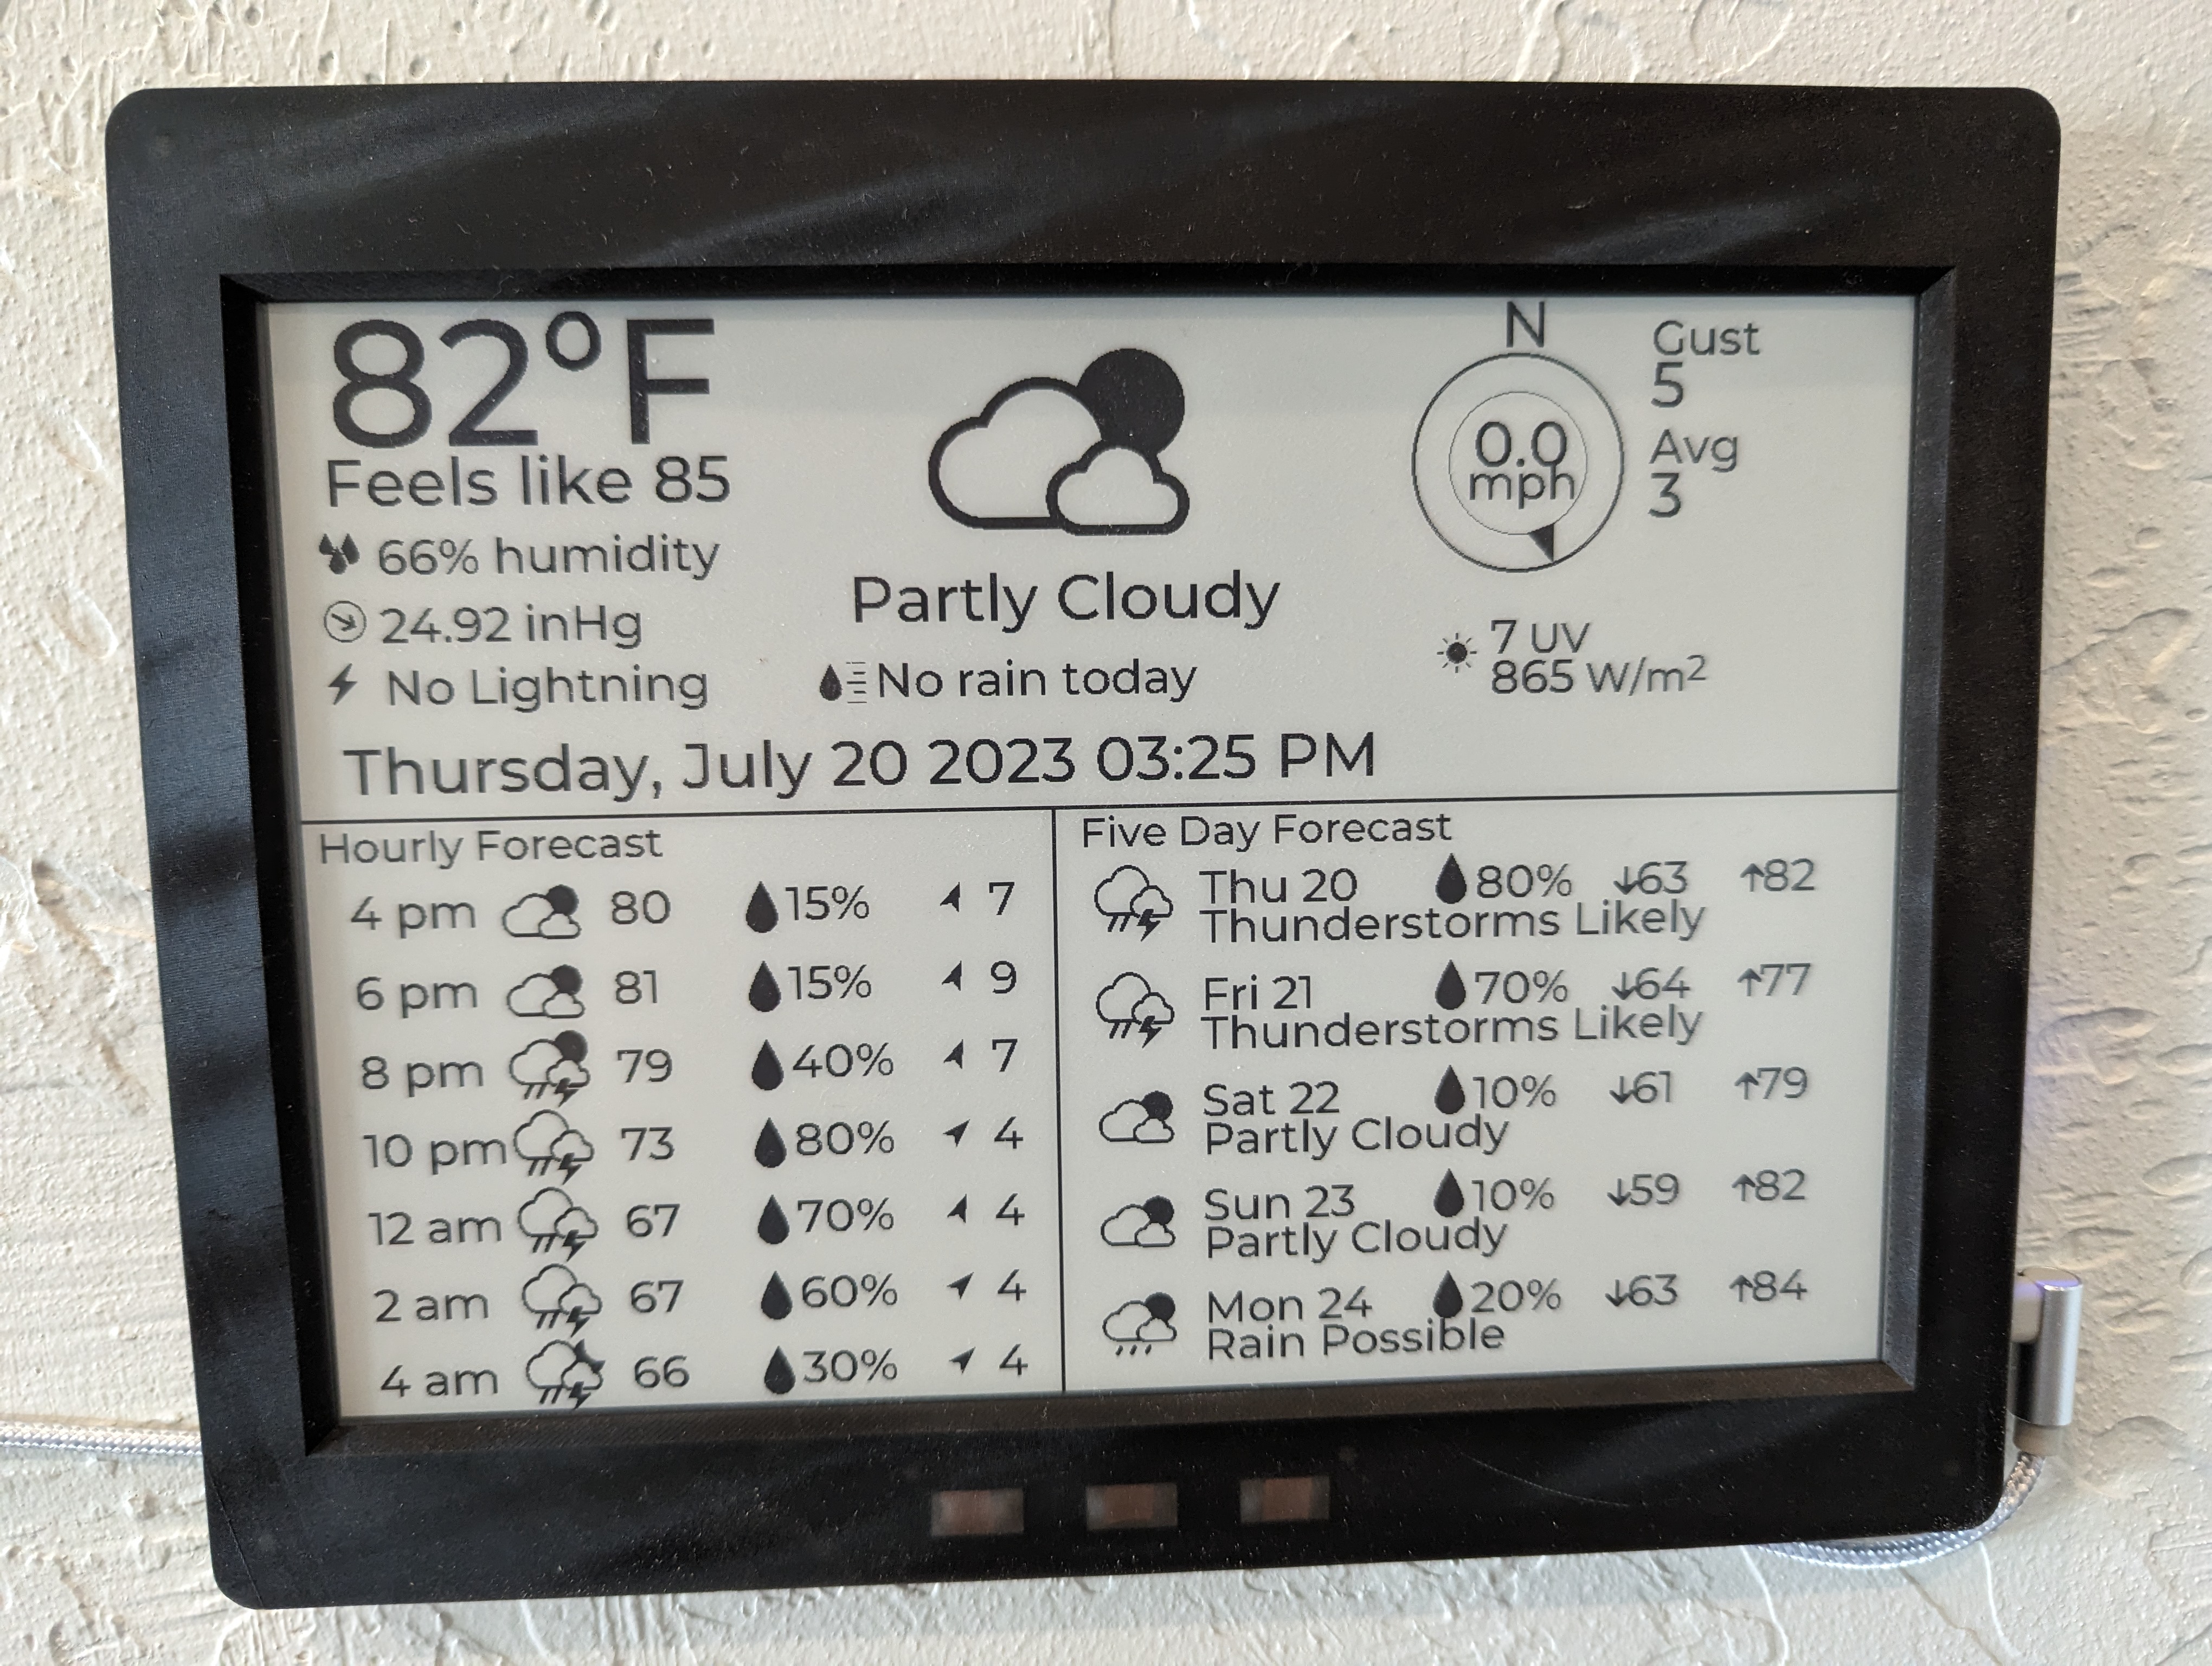 82°F
Feels like 85
66% humidity
24.92 inHg
No Lightning
Partly Cloudy
No rain today
N
0.0
mph
Gust
5
Avg
3
7 UV
865 W/m²
Thursday, July 20 2023 03:25 PM
Hourly Forecast
4 pm 80 15% 7
6 pm 81 15% 9
8 pm 79 40% 7
10 pm 73 80% 4
12 am 67 70% 4
2 am 67 60% 4
4 am 66 30% 4
Five Day Forecast
Thu 20 80% ↓63 ↑82
Thunderstorms Likely
Fri 21 70% ↓64 ↑77
Thunderstorms Likely
Sat 22 10% ↓61 ↑79
Partly Cloudy
Sun 23 10% ↓59 ↑82
Partly Cloudy
Mon 24 20% ↓63 ↑84
Rain Possible